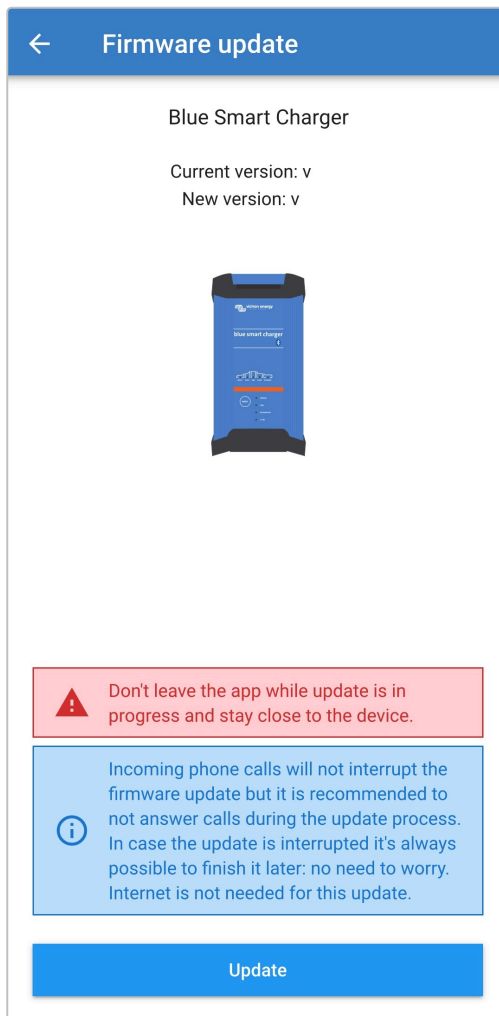 Firmware update
Blue Smart Charger
Current version: v
New version: v
victron energy
blue smart charger
Don't leave the app while update is in
progress and stay close to the device.
Incoming phone calls will not interrupt the
firmware update but it is recommended to
not answer calls during the update process.
In case the update is interrupted it's always
possible to finish it later: no need to worry.
Internet is not needed for this update.
Update